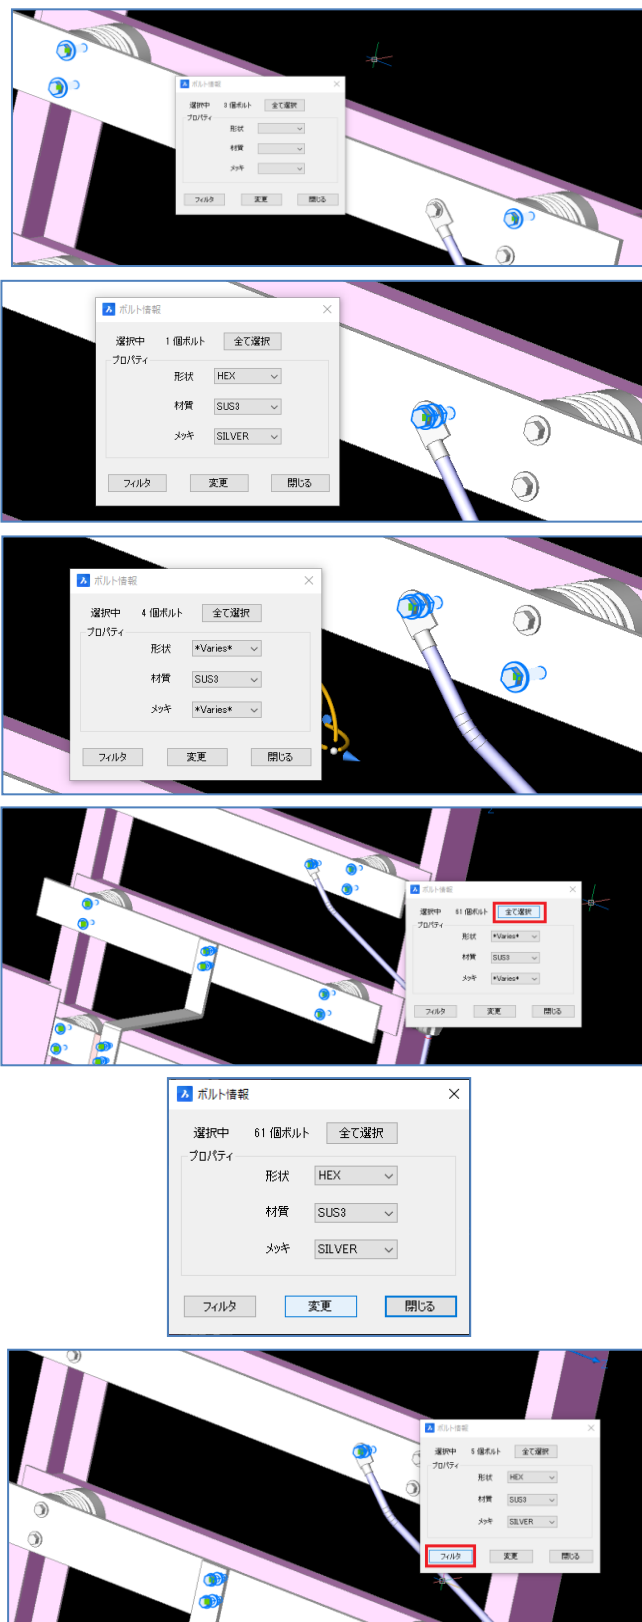 ボルト情報
選択中 3 個ボルト 全て選択
プロパティ
形状
材質
メッキ
フィルタ 変更 閉じる
ボルト情報
選択中 1 個ボルト 全て選択
プロパティ
形状 HEX
材質 SUS3
メッキ SILVER
フィルタ 変更 閉じる
ボルト情報
選択中 4 個ボルト 全て選択
プロパティ
形状 *Varies*
材質 SUS3
メッキ *Varies*
フィルタ 変更 閉じる
ボルト情報
選択中 61 個ボルト 全て選択
プロパティ
形状 *Varies*
材質 SUS3
メッキ *Varies*
フィルタ 変更 閉じる
ボルト情報
選択中 61 個ボルト 全て選択
プロパティ
形状 HEX
材質 SUS3
メッキ SILVER
フィルタ 変更 閉じる
ボルト情報
選択中 5 個ボルト 全て選択
プロパティ
形状 HEX
材質 SUS3
メッキ SILVER
フィルタ 変更 閉じる